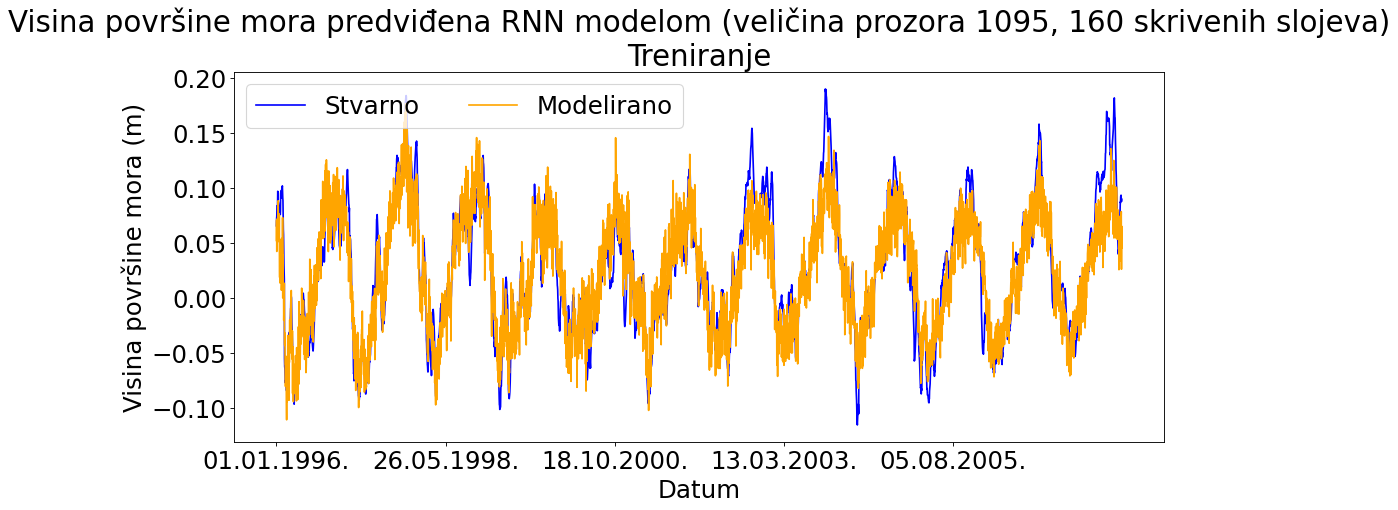 Visina površine mora predviđena RNN modelom (veličina prozora 1095, 160 skrivenih slojeva)
Treniranje
Stvarno Modelirano
Visina površine mora (m)
0.20
0.15
0.10
0.05
0.00
−0.05
−0.10
01.01.1996. 26.05.1998. 18.10.2000. 13.03.2003. 05.08.2005.
Datum